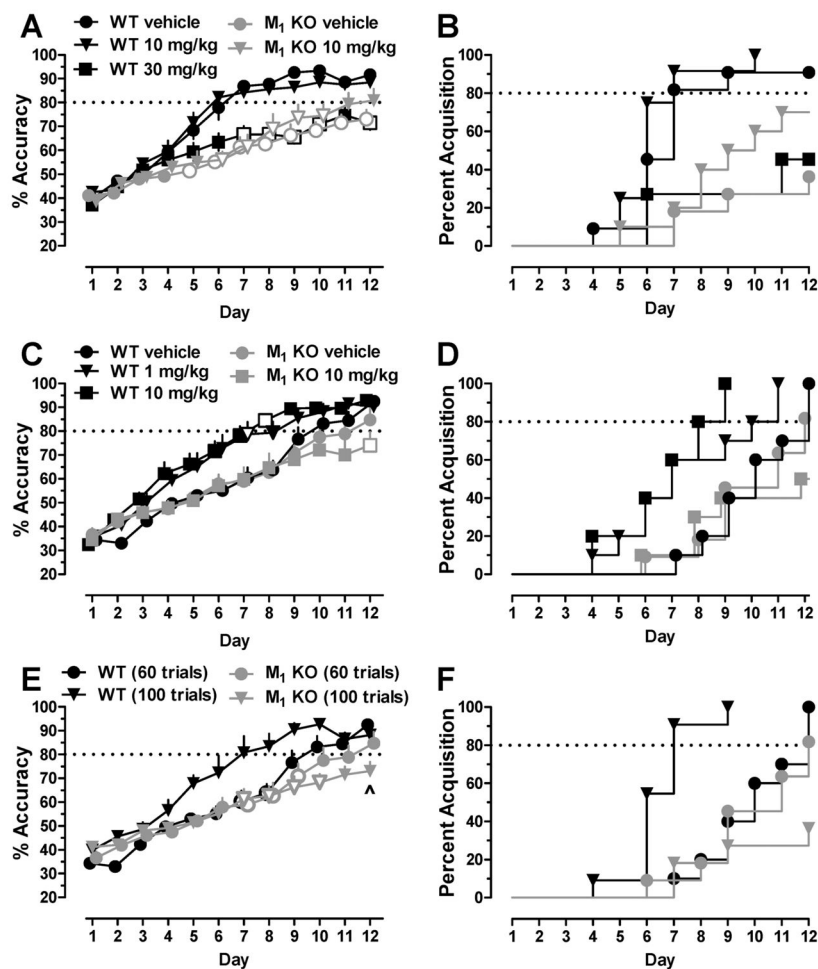 A
WT vehicle
M1 KO vehicle
WT 10 mg/kg
M1 KO 10 mg/kg
WT 30 mg/kg
% Accuracy
100
90
80
70
60
50
40
30
20
1 2 3 4 5 6 7 8 9 10 11 12
Day
B
Percent Acquisition
100
80
60
40
20
0
1 2 3 4 5 6 7 8 9 10 11 12
Day
C
WT vehicle
M1 KO vehicle
WT 1 mg/kg
M1 KO 10 mg/kg
WT 10 mg/kg
% Accuracy
100
90
80
70
60
50
40
30
20
1 2 3 4 5 6 7 8 9 10 11 12
Day
D
Percent Acquisition
100
80
60
40
20
0
1 2 3 4 5 6 7 8 9 10 11 12
Day
E
WT (60 trials)
M1 KO (60 trials)
WT (100 trials)
M1 KO (100 trials)
% Accuracy
100
90
80
70
60
50
40
30
20
^
1 2 3 4 5 6 7 8 9 10 11 12
Day
F
Percent Acquisition
100
80
60
40
20
0
1 2 3 4 5 6 7 8 9 10 11 12
Day